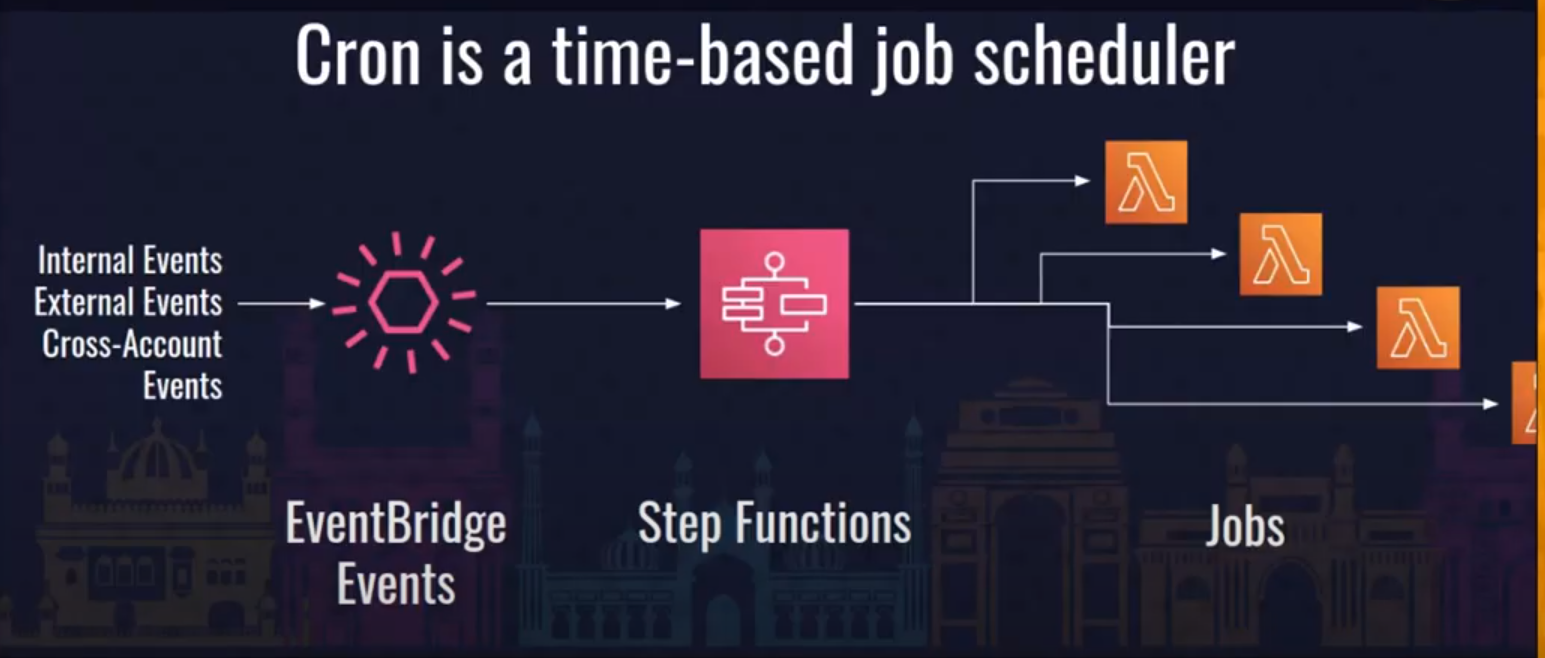 Cron is a time-based job scheduler
Internal Events
External Events
Cross-Account
Events
EventBridge
Events
Step Functions
Jobs